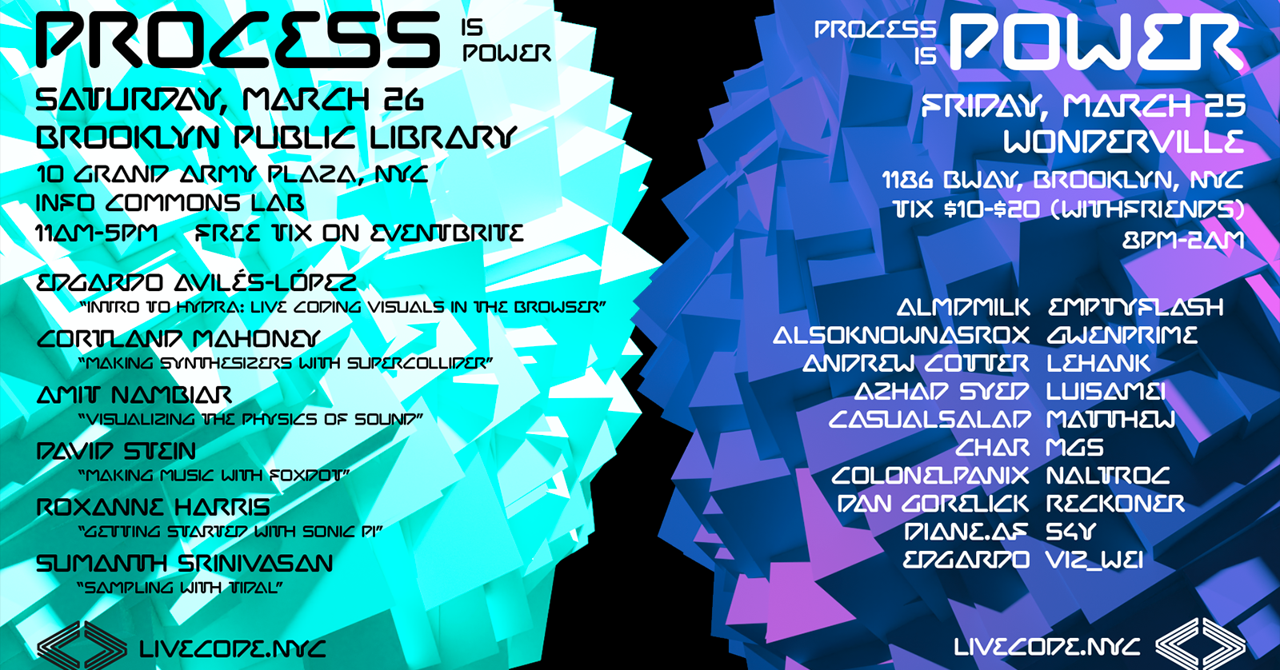 PROCESS IS POWER
SATURDAY, MARCH 26
BROOKLYN PUBLIC LIBRARY
10 GRAND ARMY PLAZA, NYC
INFO COMMONS LAB
11AM-5PM FREE TIX ON EVENTBRITE
EDGARDO AVILÉS-LÓPEZ
"INTRO TO HYDRA: LIVE CODING VISUALS IN THE BROWSER"
CORTLAND MAHONEY
"MAKING SYNTHESIZERS WITH SUPERCOLLIDER"
AMIT NAMBIAR
"VISUALIZING THE PHYSICS OF SOUND"
DAVID STEIN
"MAKING MUSIC WITH FOXDOT"
ROXANNE HARRIS
"GETTING STARTED WITH SONIC PI"
SUMANTH SRINIVASAN
"SAMPLING WITH TIDAL"
LIVECODE.NYC
PROCESS IS POWER
FRIDAY, MARCH 25
WONDERVILLE
1186 BWAY, BROOKLYN, NYC
TIX $10-$20 (WITHFRIENDS)
8PM-2AM
ALMDMILK EMPTYFLASH
ALSOKNOWNASROX GWENPRIME
ANDREW COTTER LEHANK
AZHAD SYED LUISAMEI
CASUALSALAD MATTHEW
CHAR MGS
COLONELPANIX NALTROC
DAN GORELICK RECKONER
DIANE.AF S4Y
EDGARDO VIZ_WEI
LIVECODE.NYC